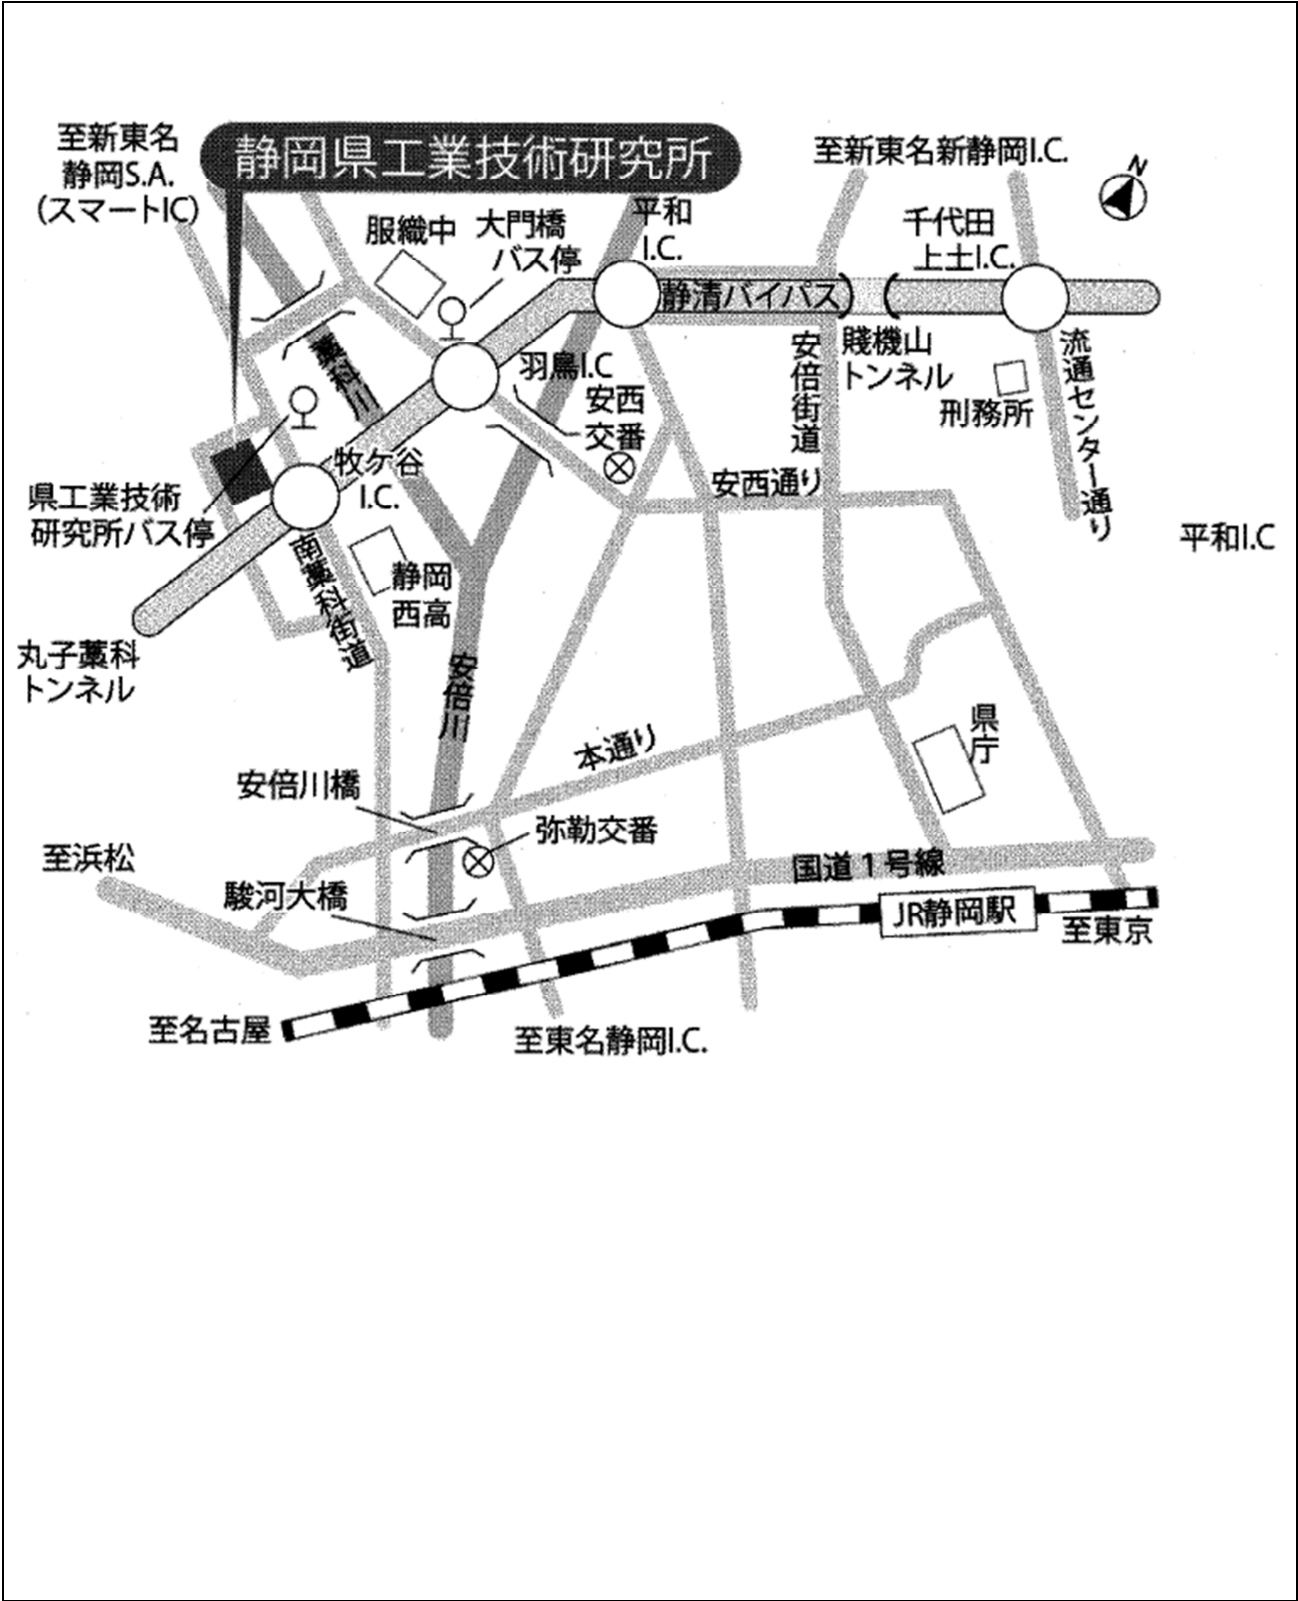 至新東名
静岡S.A.
(スマートIC)
静岡県工業技術研究所
至新東名新静岡I.C.
N
服織中
大門橋
バス停
平和
I.C.
千代田
上土I.C.
静清バイパス
賤機山
トンネル
安倍街道
流通センター通り
刑務所
藁科川
羽鳥I.C
安西
交番
牧ケ谷
I.C.
安西通り
県工業技術
研究所バス停
平和I.C
南藁科街道
静岡
西高
丸子藁科
トンネル
安倍川
本通り
県庁
安倍川橋
弥勒交番
至浜松
国道1号線
駿河大橋
JR静岡駅
至東京
至名古屋
至東名静岡I.C.